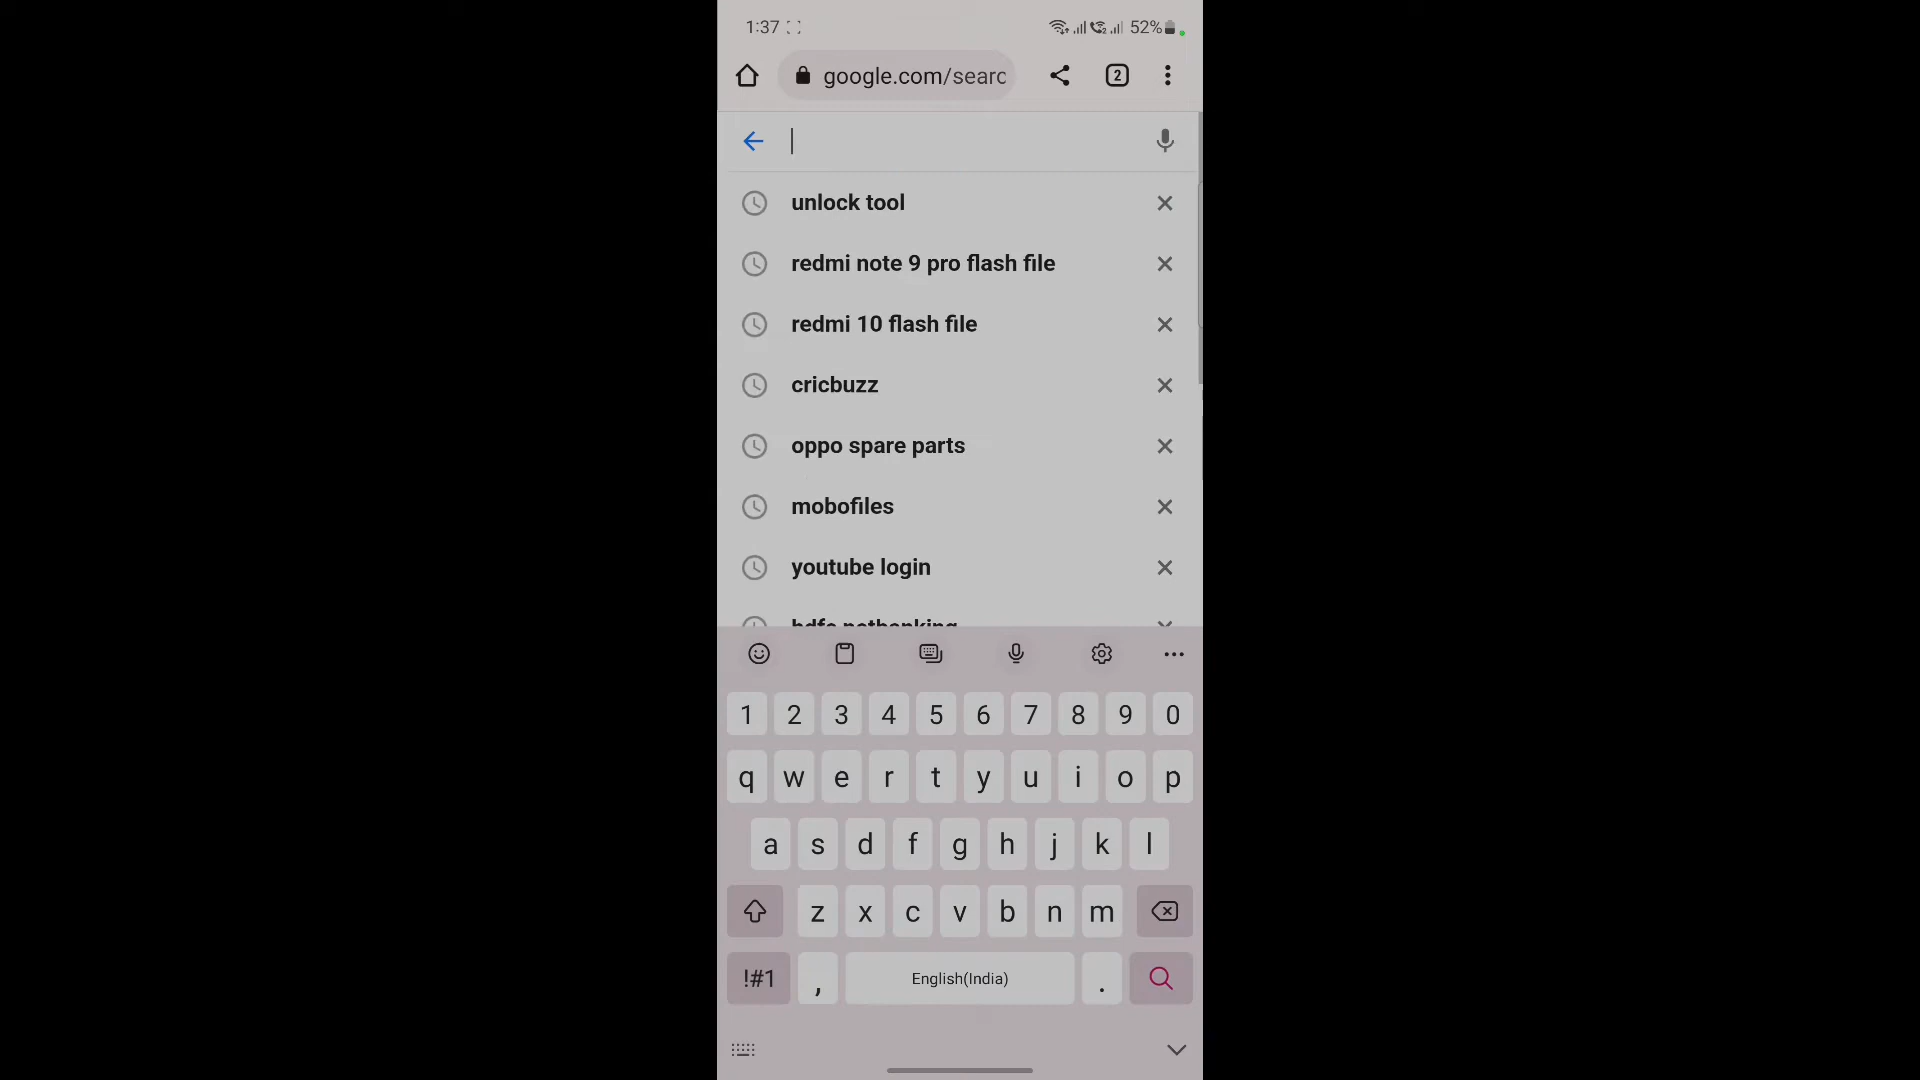 1:37 52%
google.com/searc 2
unlock tool
redmi note 9 pro flash file
redmi 10 flash file
cricbuzz
oppo spare parts
mobofiles
youtube login
hdfc netbanking
1 2 3 4 5 6 7 8 9 0
q w e r t y u i o p
a s d f g h j k l
z x c v b n m
!#1 , English(India) .